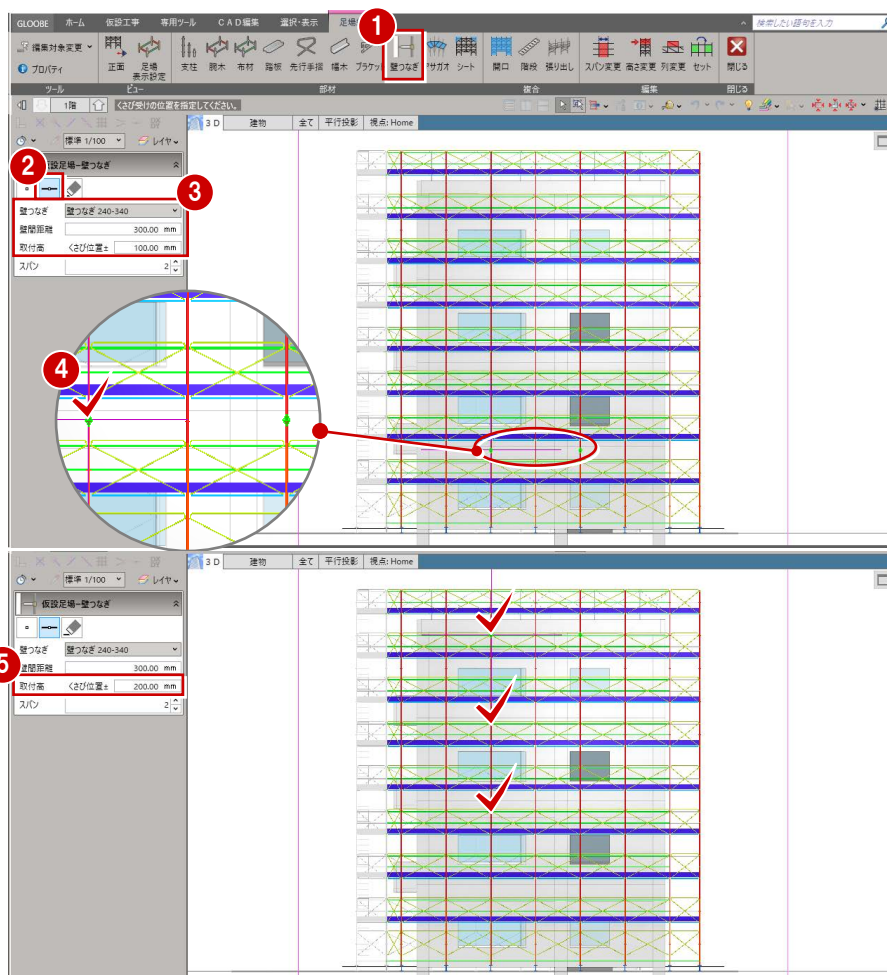 GLOOBE ホーム 仮設工事 専用ツール CAD編集 選択・表示 足場
検索したい語句を入力
1
編集対象変更
プロパティ
正面 足場表示設定
支柱 腕木 布材 踏板 先行手摺 幅木 ブラケット 壁つなぎ アサガオ シート
開口 階段 張り出し
スパン変更 高さ変更 列変更 セット
閉じる
ツール ビュー 部材 複合 編集 閉じる
1階 くさび受けの位置を指定してください。
3D 建物 全て 平行投影 視点: Home
標準 1/100 レイヤ
2
仮設足場-壁つなぎ
3
壁つなぎ 壁つなぎ 240-340
壁間距離 300.00 mm
取付高 くさび位置± 100.00 mm
スパン 2
4
3D 建物 全て 平行投影 視点: Home
標準 1/100 レイヤ
仮設足場-壁つなぎ
壁つなぎ 壁つなぎ 240-340
5
壁間距離 300.00 mm
取付高 くさび位置± 200.00 mm
スパン 2